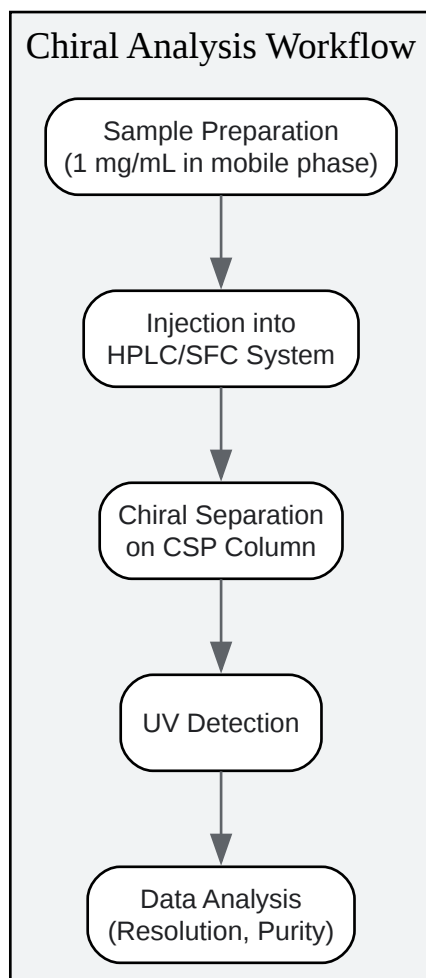 Chiral Analysis Workflow
Sample Preparation
(1 mg/mL in mobile phase)
Injection into
HPLC/SFC System
Chiral Separation
on CSP Column
UV Detection
Data Analysis
(Resolution, Purity)